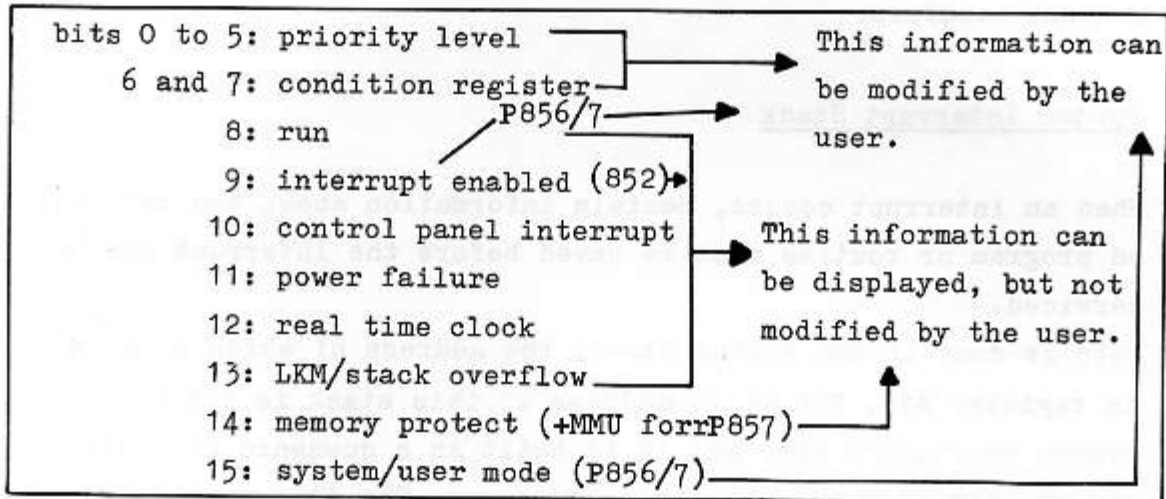 bits 0 to 5: priority level
6 and 7: condition register
P856/7
8: run
9: interrupt enabled (852)
10: control panel interrupt
11: power failure
12: real time clock
13: LKM/stack overflow
14: memory protect (+MMU forrP857)
15: system/user mode (P856/7)
This information can
be modified by the
user.
This information can
be displayed, but not
modified by the user.